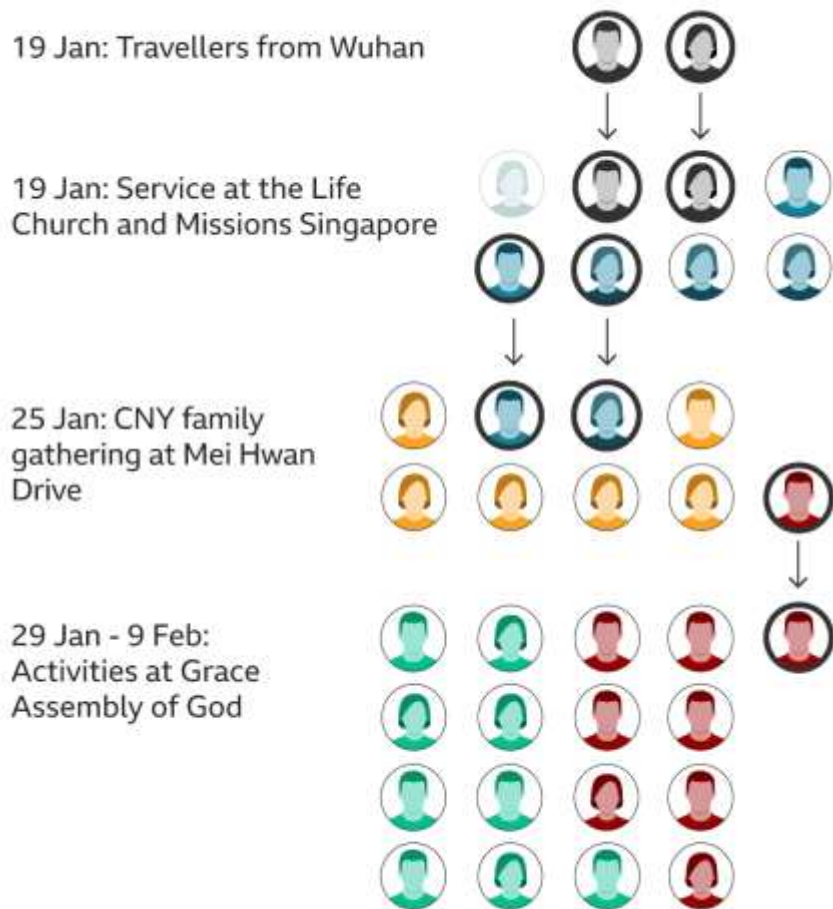 19 Jan: Travellers from Wuhan
19 Jan: Service at the Life
Church and Missions Singapore
25 Jan: CNY family
gathering at Mei Hwan
Drive
29 Jan - 9 Feb:
Activities at Grace
Assembly of God